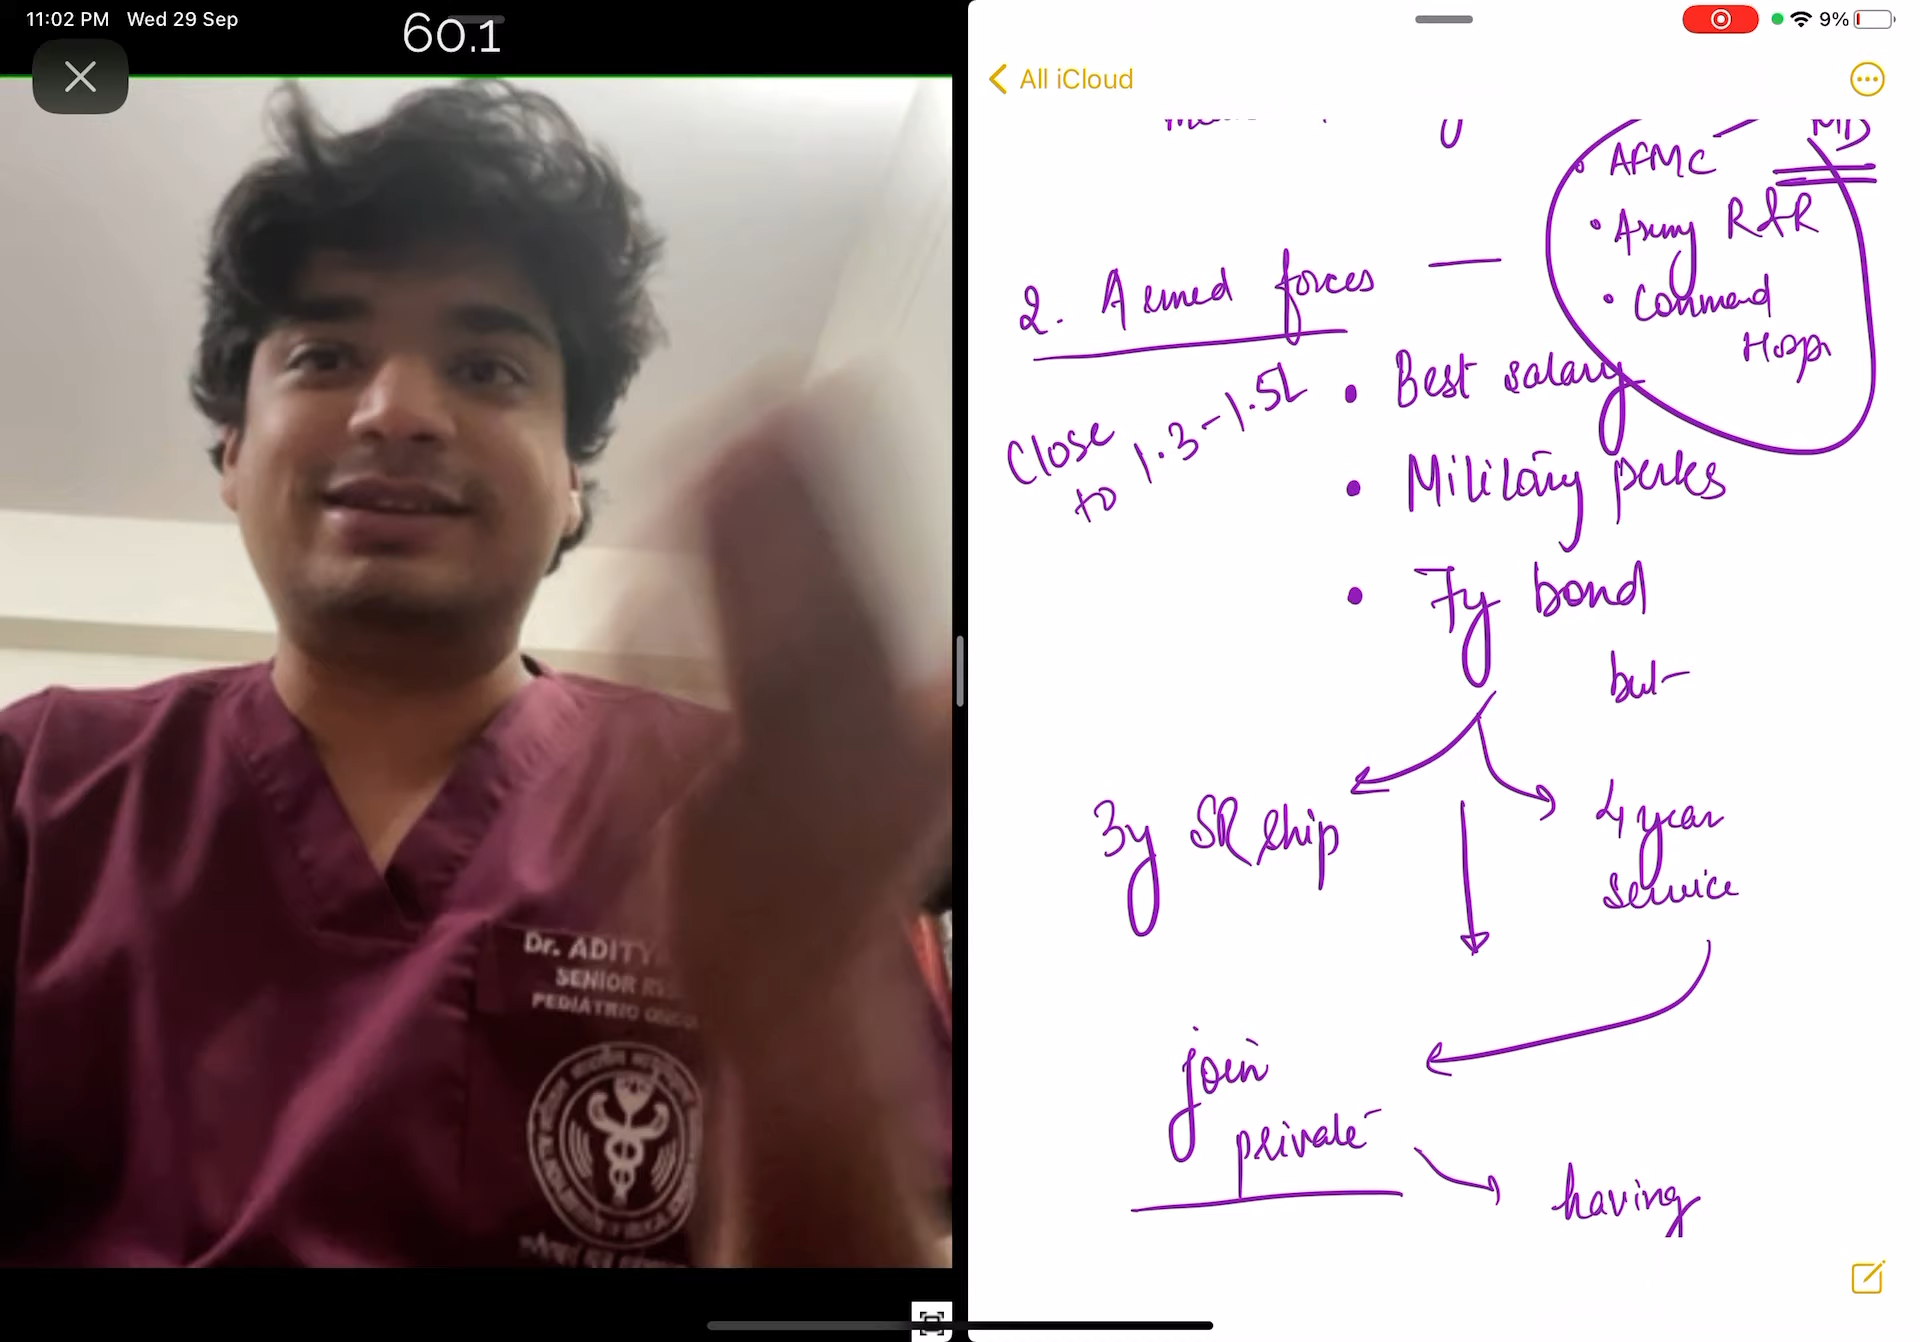 11:02 PM Wed 29 Sep
60.1
9%
All iCloud
MD
• AFMC
• Army R&R
• Command
Hosp
2. Armed forces —
• Best salary
Close
to 1.3-1.5L
• Military perks
• 7y bond
but
3y SR ship
4 year
service
join
private
having
Dr. ADITY
SENIOR
PEDIATRIC